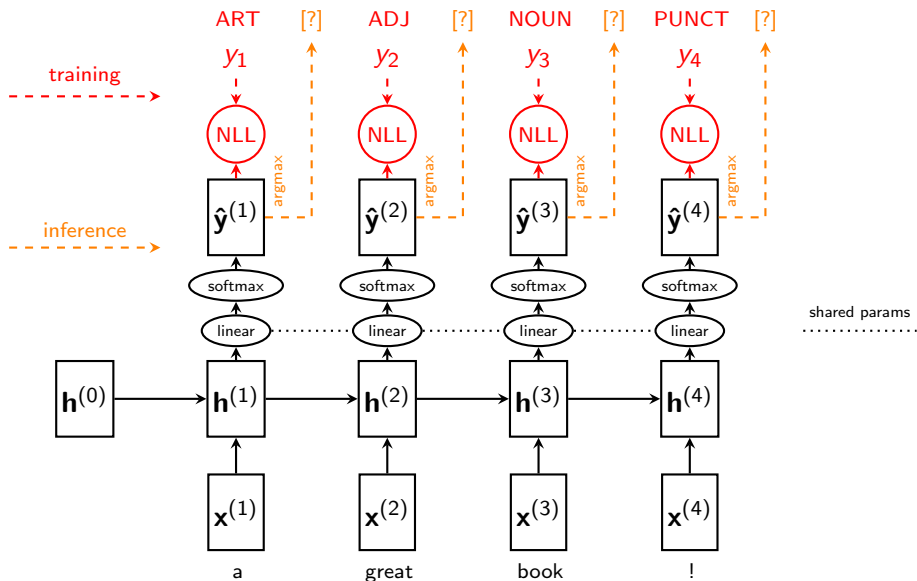 ART [?] ADJ [?] NOUN [?] PUNCT [?]
y₁ y₂ y₃ y₄
training
NLL NLL NLL NLL
argmax argmax argmax argmax
ŷ⁽¹⁾ ŷ⁽²⁾ ŷ⁽³⁾ ŷ⁽⁴⁾
inference
softmax softmax softmax softmax
shared params
linear linear linear linear
h⁽⁰⁾ h⁽¹⁾ h⁽²⁾ h⁽³⁾ h⁽⁴⁾
x⁽¹⁾ x⁽²⁾ x⁽³⁾ x⁽⁴⁾
a great book !